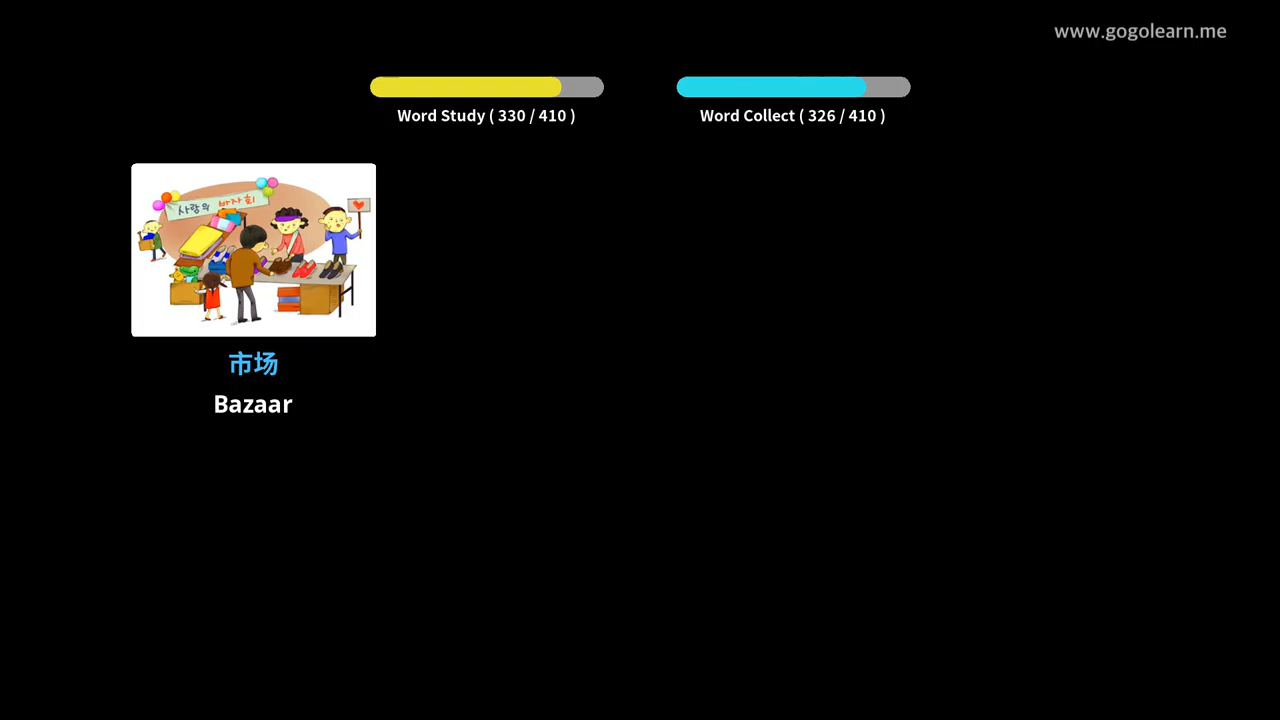 www.gogolearn.me
Word Study ( 330 / 410 )
Word Collect ( 326 / 410 )
사랑의 바자회
市场
Bazaar